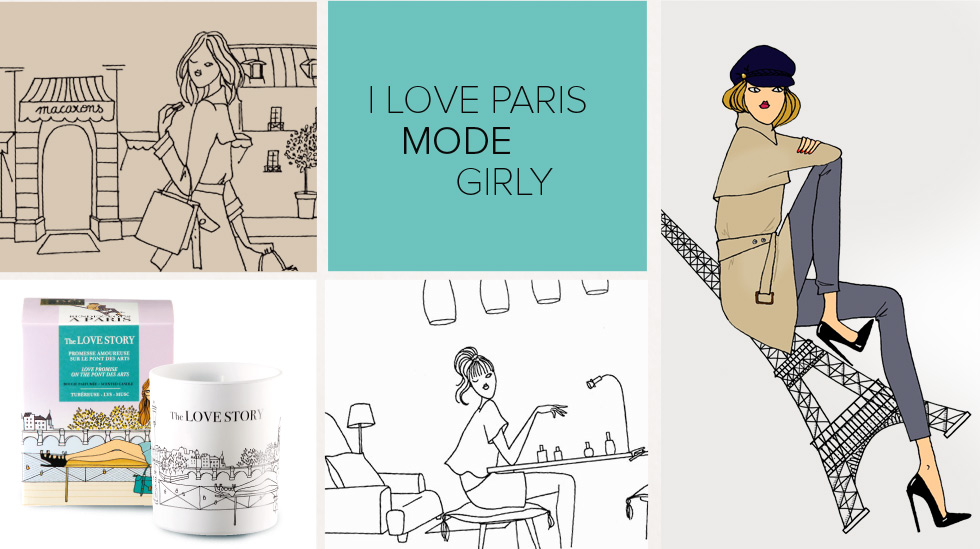 macarons
I LOVE PARIS
MODE
GIRLY
A PARIS
The LOVE STORY
PROMESSE AMOUREUSE
SUR LE PONT DES ARTS
LOVE PROMISE
ON THE PONT DES ARTS
BOUGIE PARFUMÉE - SCENTED CANDLE
TUBÉREUSE - LYS - MUSC
The LOVE STORY